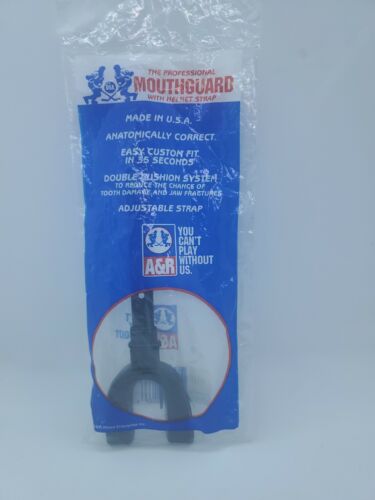 THE PROFESSIONAL
MOUTHGUARD
WITH HELMET STRAP
MADE IN U.S.A.
ANATOMICALLY CORRECT
EASY CUSTOM FIT
IN 35 SECONDS
DOUBLE CUSHION SYSTEM
TO REDUCE THE CHANCE OF
TOOTH DAMAGE AND JAW FRACTURES
ADJUSTABLE STRAP
A&R
YOU
CAN'T
PLAY
WITHOUT
US.